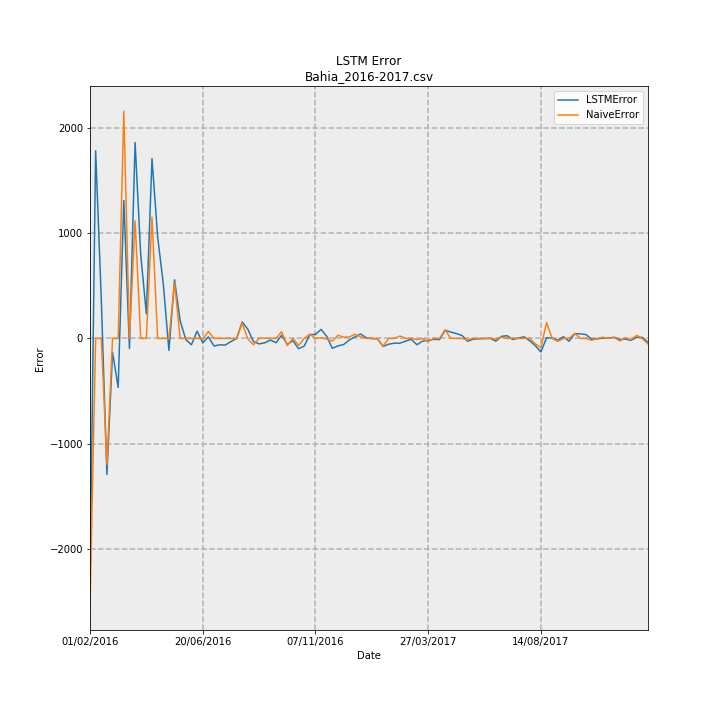 LSTM Error
Bahia_2016-2017.csv
LSTMError
NaiveError
2000
1000
0
−1000
−2000
Error
01/02/2016
20/06/2016
07/11/2016
27/03/2017
14/08/2017
Date